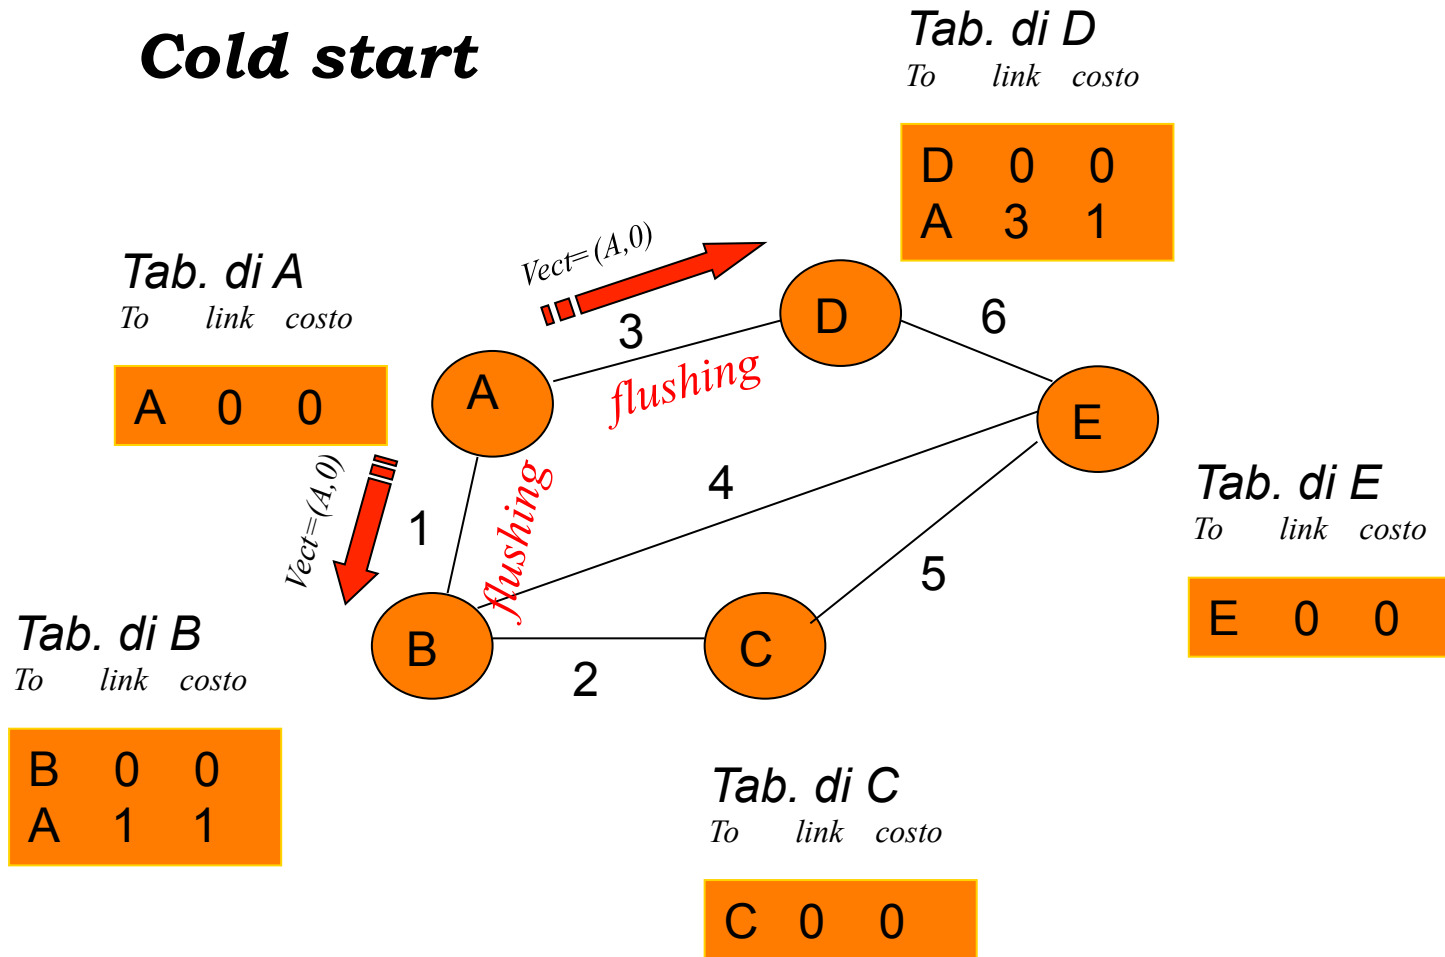 Cold start
Tab. di D
To link costo
D 0 0
A 3 1
Vect=(A,0)
Tab. di A
To link costo
A 0 0
3
D
6
flushing
A
E
Vect=(A,0)
1
flushing
4
5
Tab. di E
To link costo
E 0 0
B
2
C
Tab. di B
To link costo
B 0 0
A 1 1
Tab. di C
To link costo
C 0 0